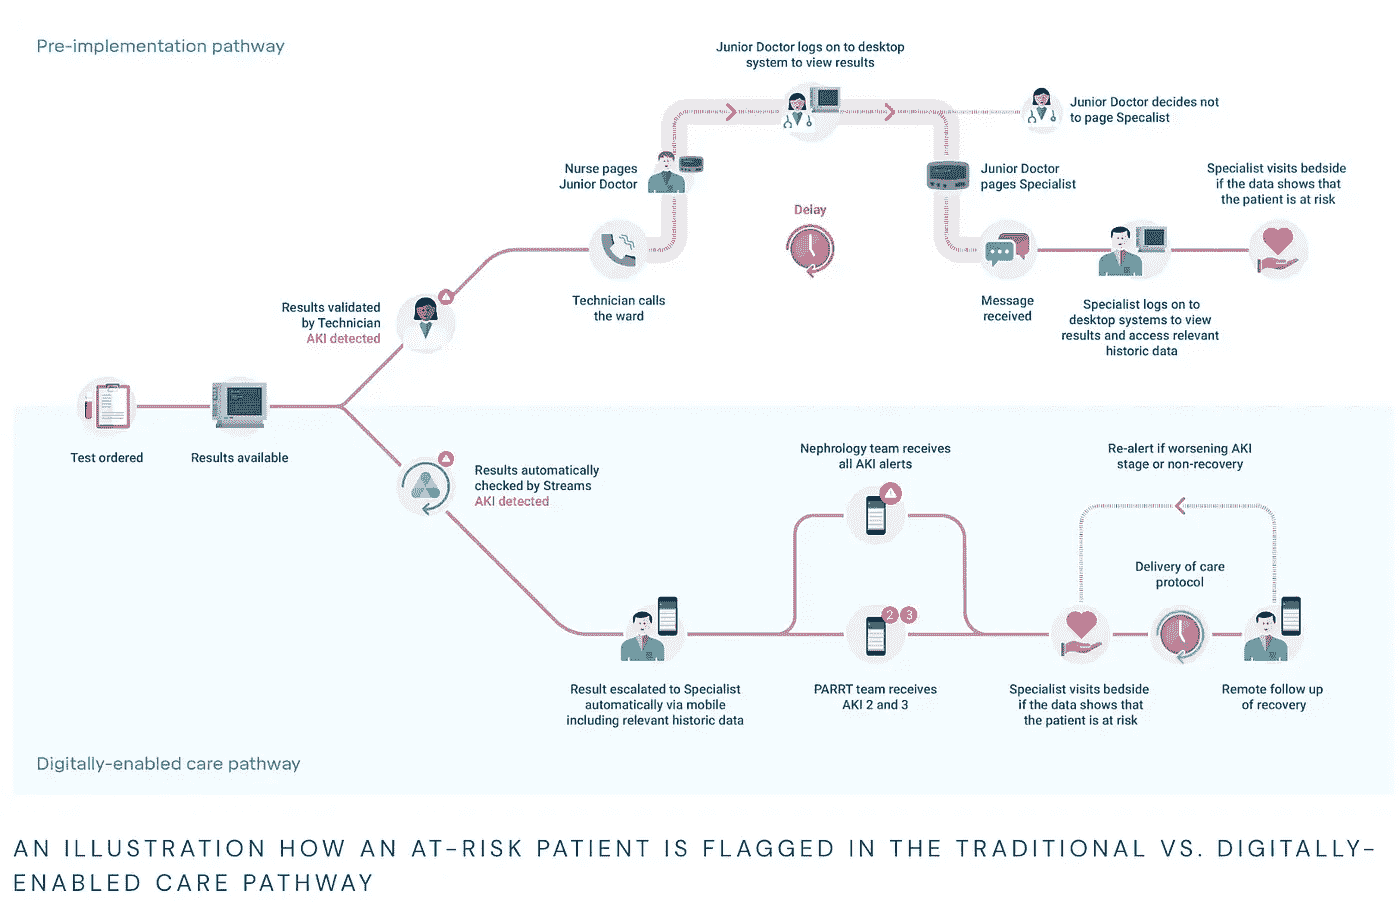 Pre-implementation pathway
Junior Doctor logs on to desktop
system to view results
Junior Doctor decides not
to page Specalist
Nurse pages
Junior Doctor
Junior Doctor
pages Specialist
Specialist visits bedside
if the data shows that
the patient is at risk
Delay
Technician calls
the ward
Message
received
Specialist logs on to
desktop systems to view
results and access relevant
historic data
Results validated
by Technician
AKI detected
Test ordered
Results available
Results automatically
checked by Streams
AKI detected
Nephrology team receives
all AKI alerts
Re-alert if worsening AKI
stage or non-recovery
Delivery of care
protocol
2 3
Result escalated to Specialist
automatically via mobile
including relevant historic data
PARRT team receives
AKI 2 and 3
Specialist visits bedside
if the data shows that
the patient is at risk
Remote follow up
of recovery
Digitally-enabled care pathway
AN ILLUSTRATION HOW AN AT-RISK PATIENT IS FLAGGED IN THE TRADITIONAL VS. DIGITALLY-
ENABLED CARE PATHWAY